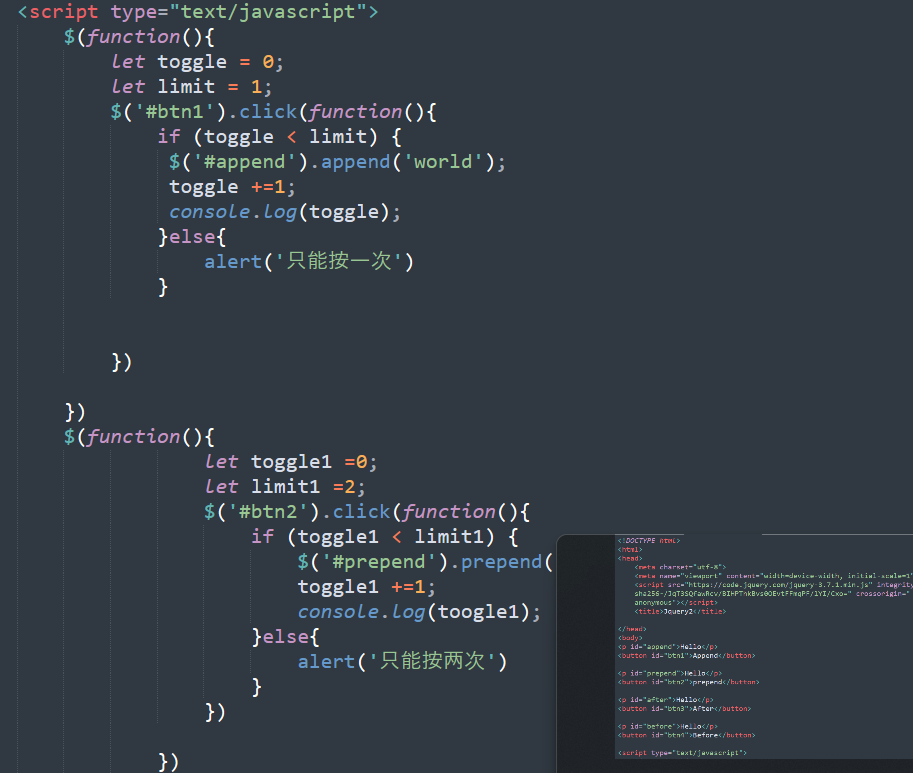 <script type="text/javascript">
$(function(){
let toggle = 0;
let limit = 1;
$('#btn1').click(function(){
if (toggle < limit) {
$('#append').append('world');
toggle +=1;
console.log(toggle);
}else{
alert('只能按一次')
}
})
})
$(function(){
let toggle1 =0;
let limit1 =2;
$('#btn2').click(function(){
if (toggle1 < limit1) {
$('#prepend').prepend(
toggle1 +=1;
console.log(toogle1);
}else{
alert('只能按两次')
}
})
})
<!DOCTYPE html>
<html>
<head>
<meta charset="utf-8">
<meta name="viewport" content="width=device-width, initial-scale=1"
<script src="https://code.jquery.com/jquery-3.7.1.min.js" integrity
crossorigin="
anonymous"></script>
<title>Jquery2</title>
</head>
<body>
<p id="append">Hello</p>
<button id="btn1">Append</button>
<p id="prepend">Hello</p>
<button id="btn2">prepend</button>
<p id="after">Hello</p>
<button id="btn3">After</button>
<p id="before">Hello</p>
<button id="btn4">Before</button>
<script type="text/javascript">